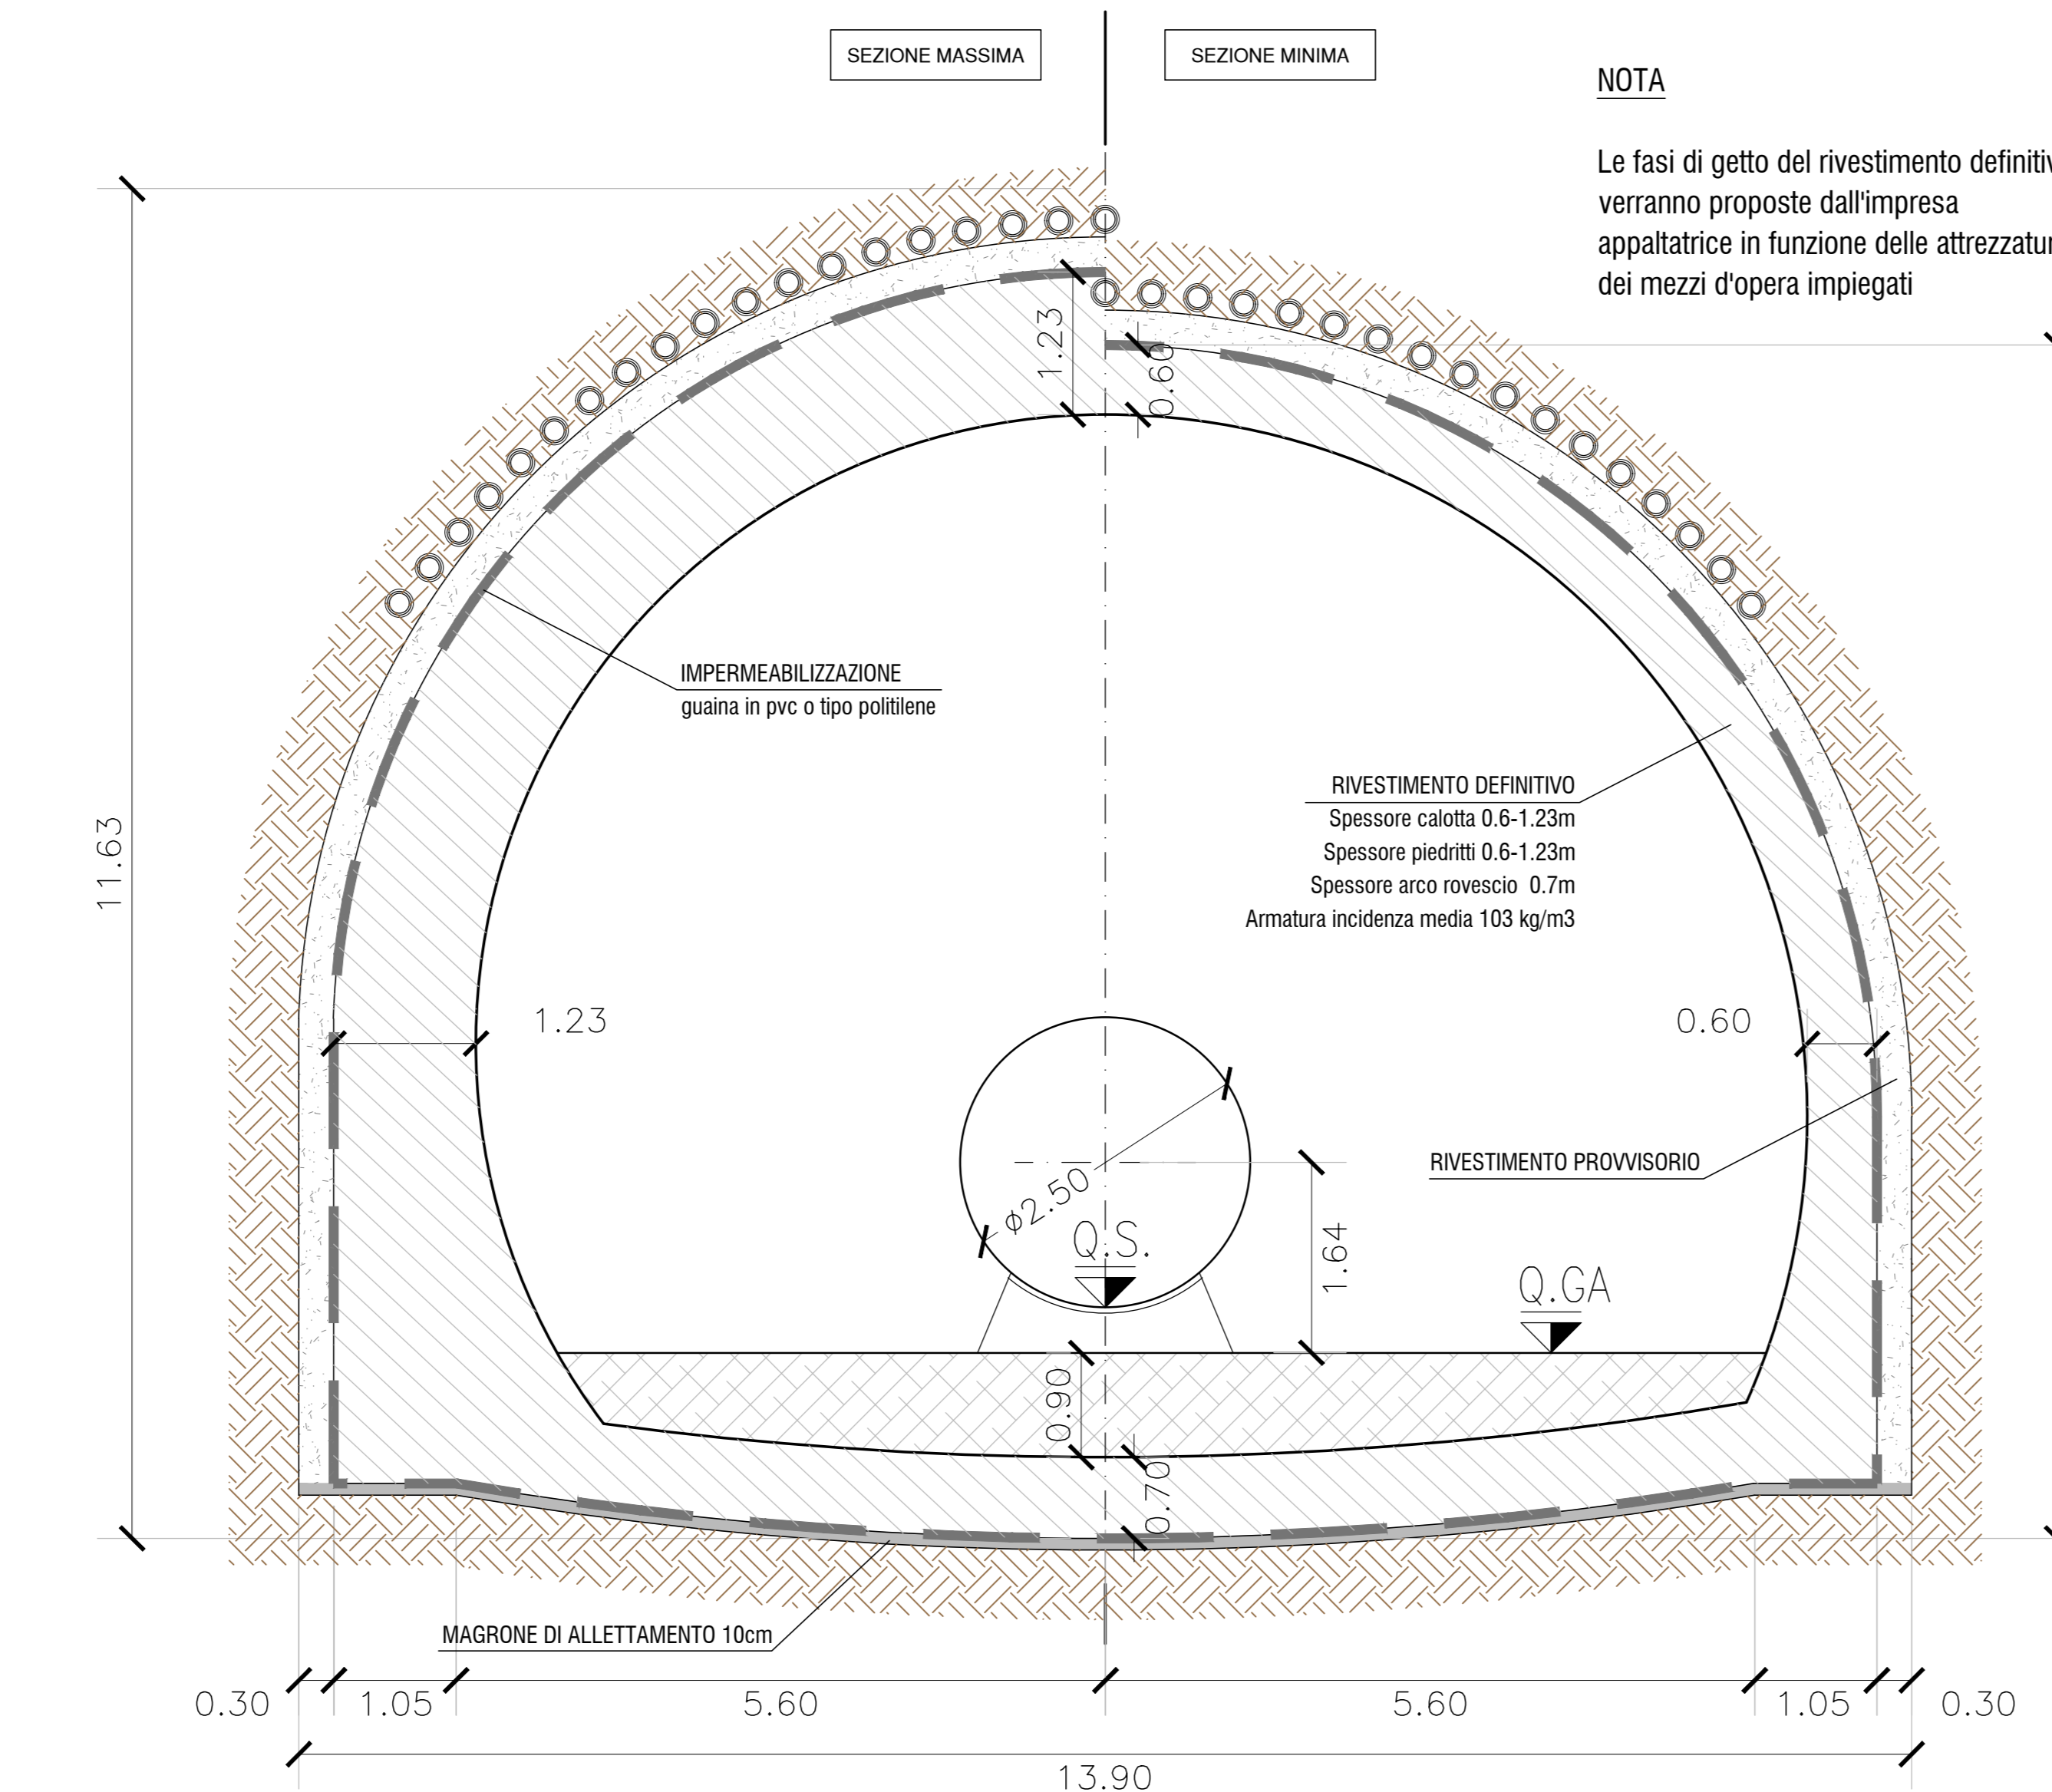 SEZIONE MASSIMA
SEZIONE MINIMA
NOTA
Le fasi di getto del rivestimento definitiv
verranno proposte dall'impresa
appaltatrice in funzione delle attrezzatur
dei mezzi d'opera impiegati
1.23
0.60
IMPERMEABILIZZAZIONE
guaina in pvc o tipo politilene
RIVESTIMENTO DEFINITIVO
Spessore calotta 0.6-1.23m
Spessore piedritti 0.6-1.23m
Spessore arco rovescio 0.7m
Armatura incidenza media 103 kg/m3
11.63
1.23
0.60
RIVESTIMENTO PROVVISORIO
ø2.50
Q.S.
1.64
Q.GA
0.90
0.70
MAGRONE DI ALLETTAMENTO 10cm
0.30
1.05
5.60
5.60
1.05
0.30
13.90